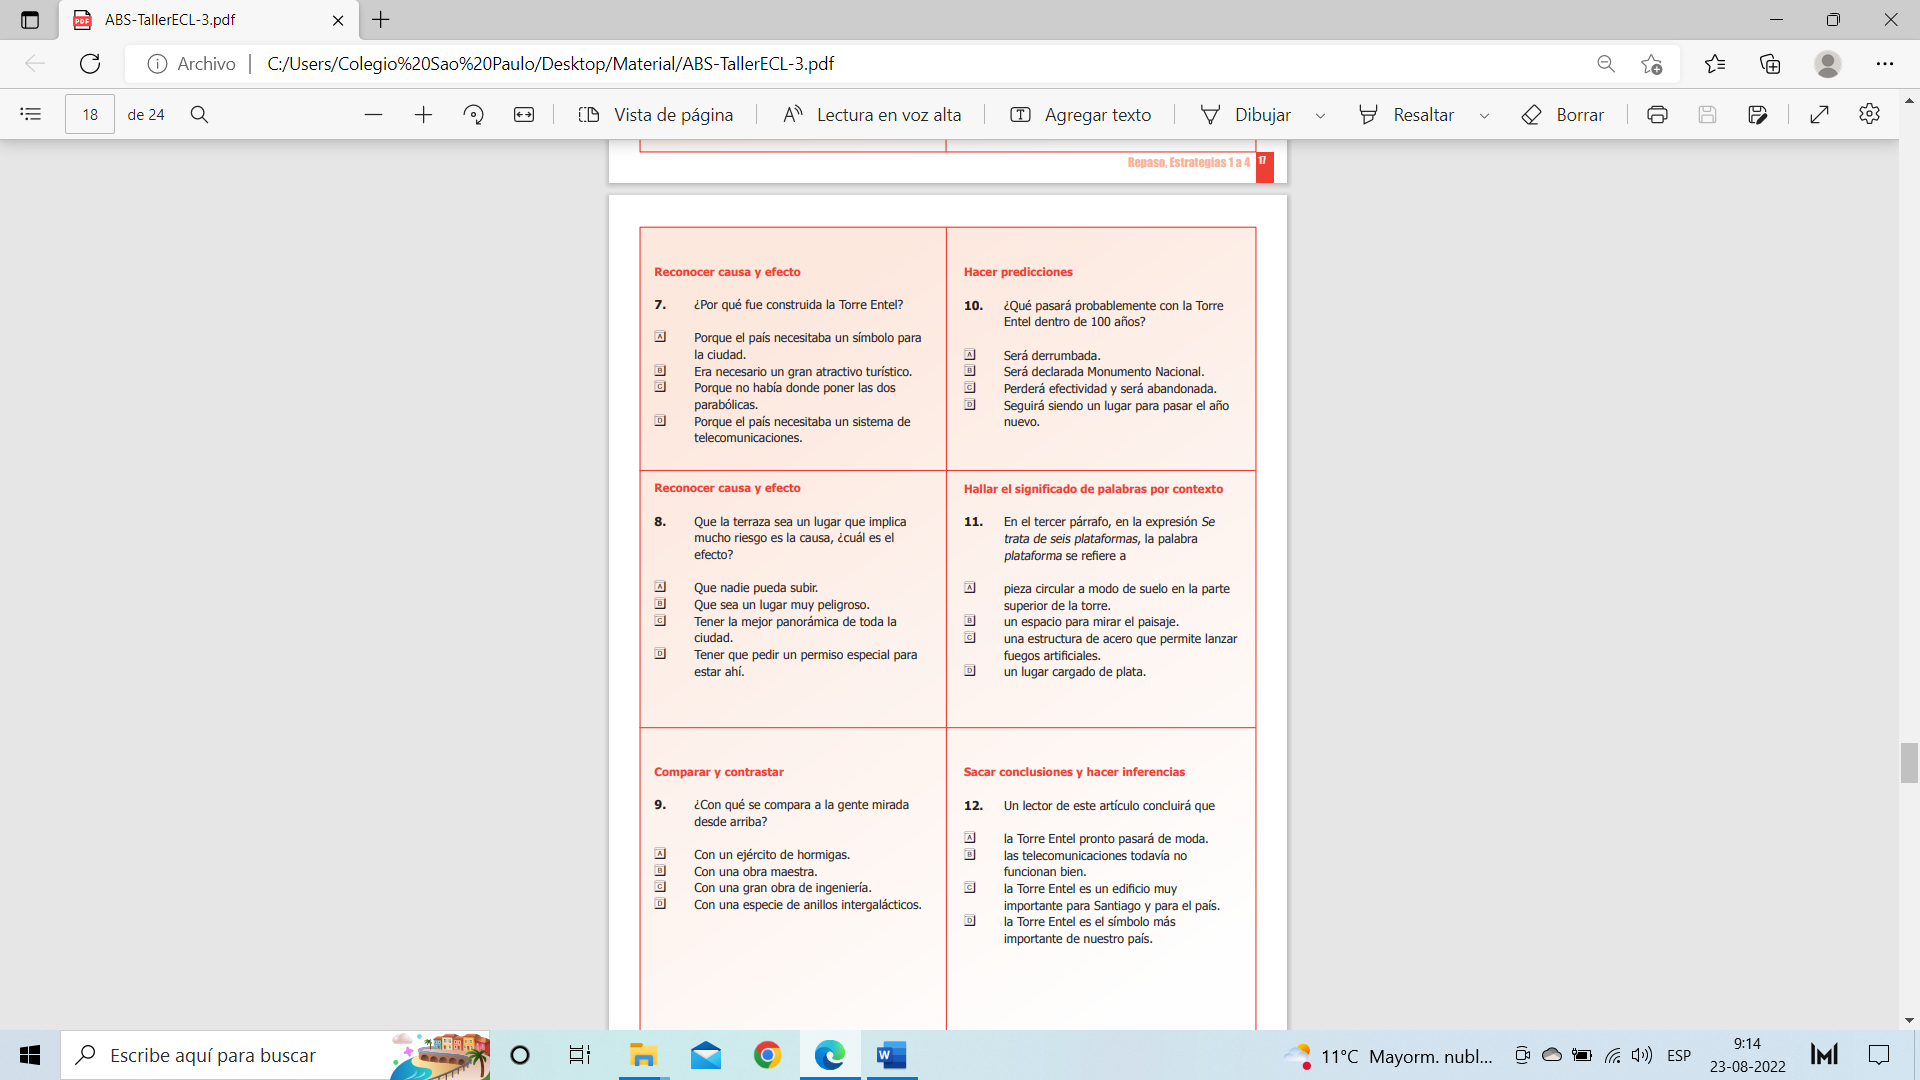 ABS-TallerECL-3.pdf
Archivo
C:/Users/Colegio%20Sao%20Paulo/Desktop/Material/ABS-TallerECL-3.pdf
18
de 24
Vista de página
Lectura en voz alta
Agregar texto
Dibujar
Resaltar
Borrar
Repaso, Estrategias 1 a 4
17
Reconocer causa y efecto
7. ¿Por qué fue construida la Torre Entel?
A Porque el país necesitaba un símbolo para
la ciudad.
B Era necesario un gran atractivo turístico.
C Porque no había donde poner las dos
parabólicas.
D Porque el país necesitaba un sistema de
telecomunicaciones.
Reconocer causa y efecto
8. Que la terraza sea un lugar que implica
mucho riesgo es la causa, ¿cuál es el
efecto?
A Que nadie pueda subir.
B Que sea un lugar muy peligroso.
C Tener la mejor panorámica de toda la
ciudad.
D Tener que pedir un permiso especial para
estar ahí.
Comparar y contrastar
9. ¿Con qué se compara a la gente mirada
desde arriba?
A Con un ejército de hormigas.
B Con una obra maestra.
C Con una gran obra de ingeniería.
D Con una especie de anillos intergalácticos.
Hacer predicciones
10. ¿Qué pasará probablemente con la Torre
Entel dentro de 100 años?
A Será derrumbada.
B Será declarada Monumento Nacional.
C Perderá efectividad y será abandonada.
D Seguirá siendo un lugar para pasar el año
nuevo.
Hallar el significado de palabras por contexto
11. En el tercer párrafo, en la expresión Se
trata de seis plataformas, la palabra
plataforma se refiere a
A pieza circular a modo de suelo en la parte
superior de la torre.
B un espacio para mirar el paisaje.
C una estructura de acero que permite lanzar
fuegos artificiales.
D un lugar cargado de plata.
Sacar conclusiones y hacer inferencias
12. Un lector de este artículo concluirá que
A la Torre Entel pronto pasará de moda.
B las telecomunicaciones todavía no
funcionan bien.
C la Torre Entel es un edificio muy
importante para Santiago y para el país.
D la Torre Entel es el símbolo más
importante de nuestro país.
Escribe aquí para buscar
11°C Mayorm. nubl...
ESP
9:14
23-08-2022